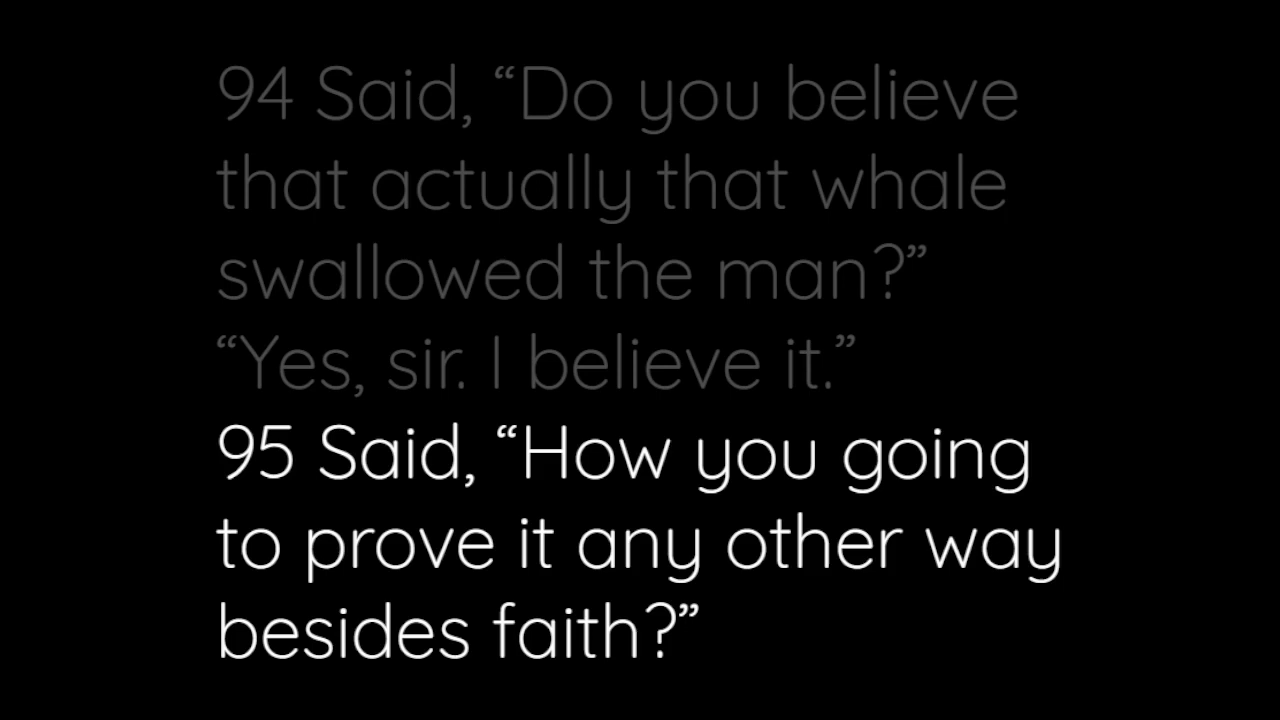 94 Said, “Do you believe
that actually that whale
swallowed the man?”
“Yes, sir. I believe it.”
95 Said, “How you going
to prove it any other way
besides faith?”